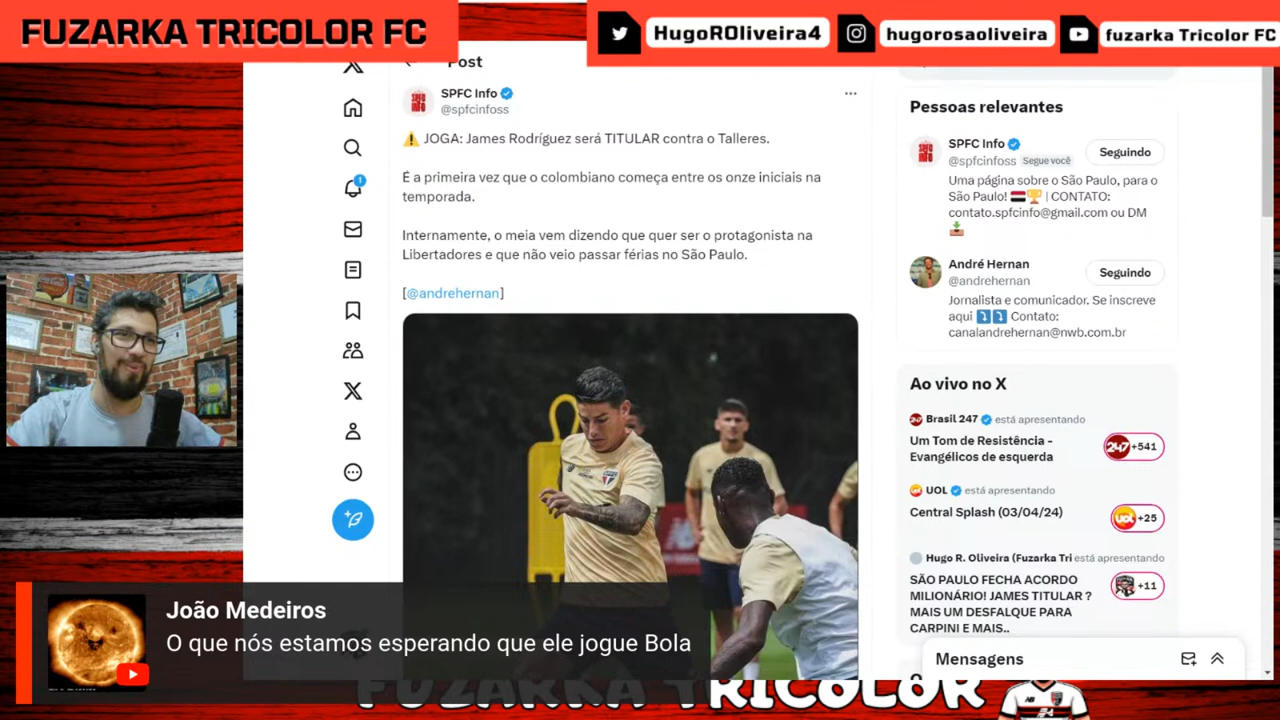 FUZARKA TRICOLOR FC
HugoROliveira4
hugorosaoliveira
fuzarka Tricolor FC
Post
SPFC Info
@spfcinfoss
⚠️ JOGA: James Rodríguez será TITULAR contra o Talleres.
É a primeira vez que o colombiano começa entre os onze iniciais na
temporada.
Internamente, o meia vem dizendo que quer ser o protagonista na
Libertadores e que não veio passar férias no São Paulo.
[@andrehernan]
Pessoas relevantes
SPFC Info
@spfcinfoss Segue você
Seguindo
Uma página sobre o São Paulo, para o
São Paulo! | CONTATO:
contato.spfcinfo@gmail.com ou DM
André Hernan
@andrehernan
Seguindo
Jornalista e comunicador. Se inscreve
aqui Contato:
canalandrehernan@nwb.com.br
Ao vivo no X
Brasil 247 está apresentando
Um Tom de Resistência -
Evangélicos de esquerda
247 +541
UOL está apresentando
Central Splash (03/04/24)
UOL +25
Hugo R. Oliveira (Fuzarka Tri está apresentando
SÃO PAULO FECHA ACORDO
MILIONÁRIO! JAMES TITULAR ?
MAIS UM DESFALQUE PARA
CARPINI E MAIS..
+11
Mensagens
João Medeiros
O que nós estamos esperando que ele jogue Bola
FUZARKA TRICOLOR